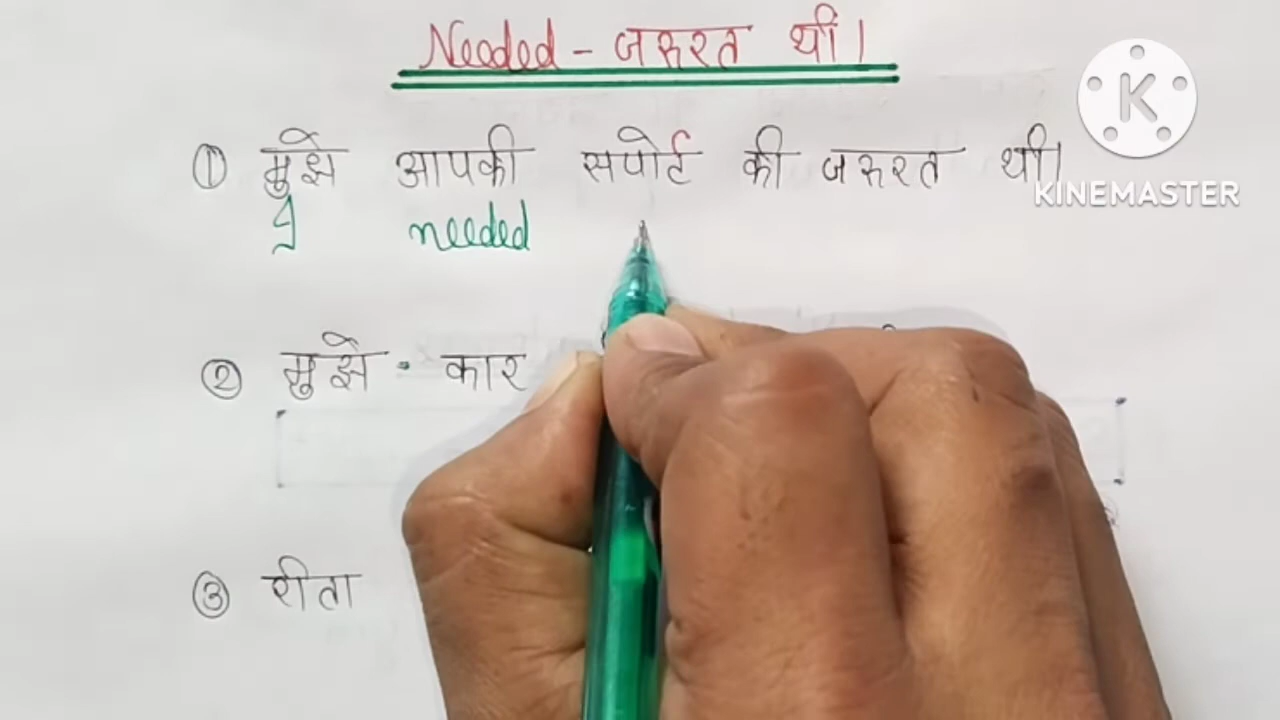 Needed - जरुरत थी।
① मुझे आपकी सपोर्ट की जरुरत थी।
I needed
② मुझे • कार
③ रीता
K
KINEMASTER